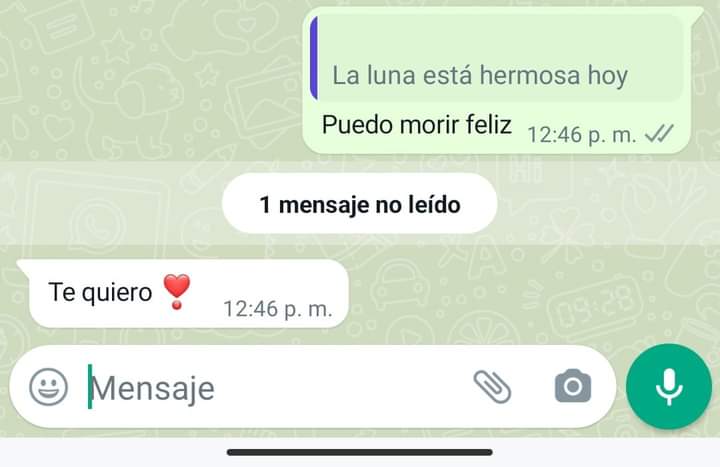 La luna está hermosa hoy
Puedo morir feliz 12:46 p. m.
1 mensaje no leído
Te quiero ❣️ 12:46 p. m.
Mensaje